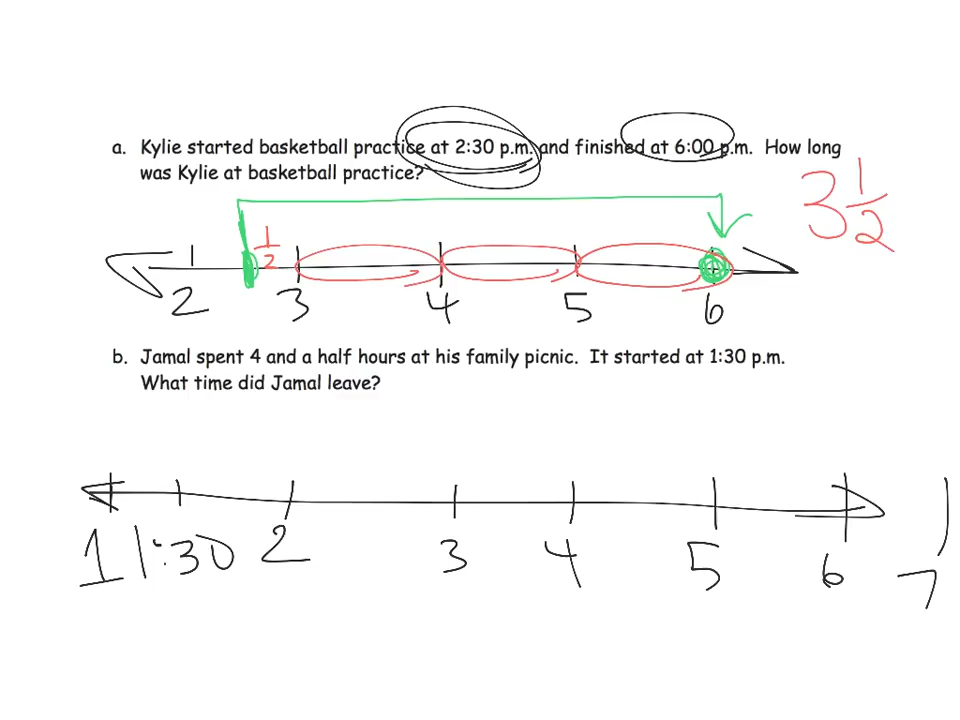 a. Kylie started basketball practice at 2:30 p.m. and finished at 6:00 p.m. How long
was Kylie at basketball practice?
3 1/2
1/2
2 3 4 5 6
b. Jamal spent 4 and a half hours at his family picnic. It started at 1:30 p.m.
What time did Jamal leave?
1 1:30 2 3 4 5 6 7